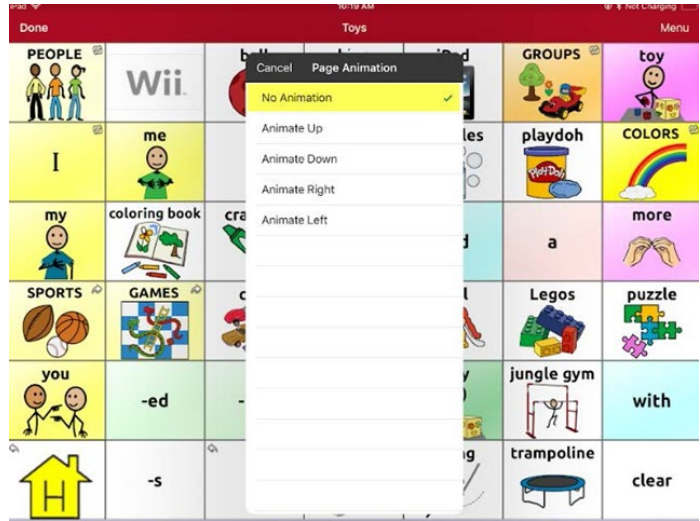 iPad
10:19 AM
Not Charging
Done
Toys
Menu
PEOPLE
Wii
GROUPS
toy
Cancel
Page Animation
No Animation
Animate Up
Animate Down
Animate Right
Animate Left
I
me
playdoh
Play-Doh
COLORS
my
coloring book
a
more
SPORTS
GAMES
Legos
puzzle
you
-ed
jungle gym
with
H
-s
trampoline
clear